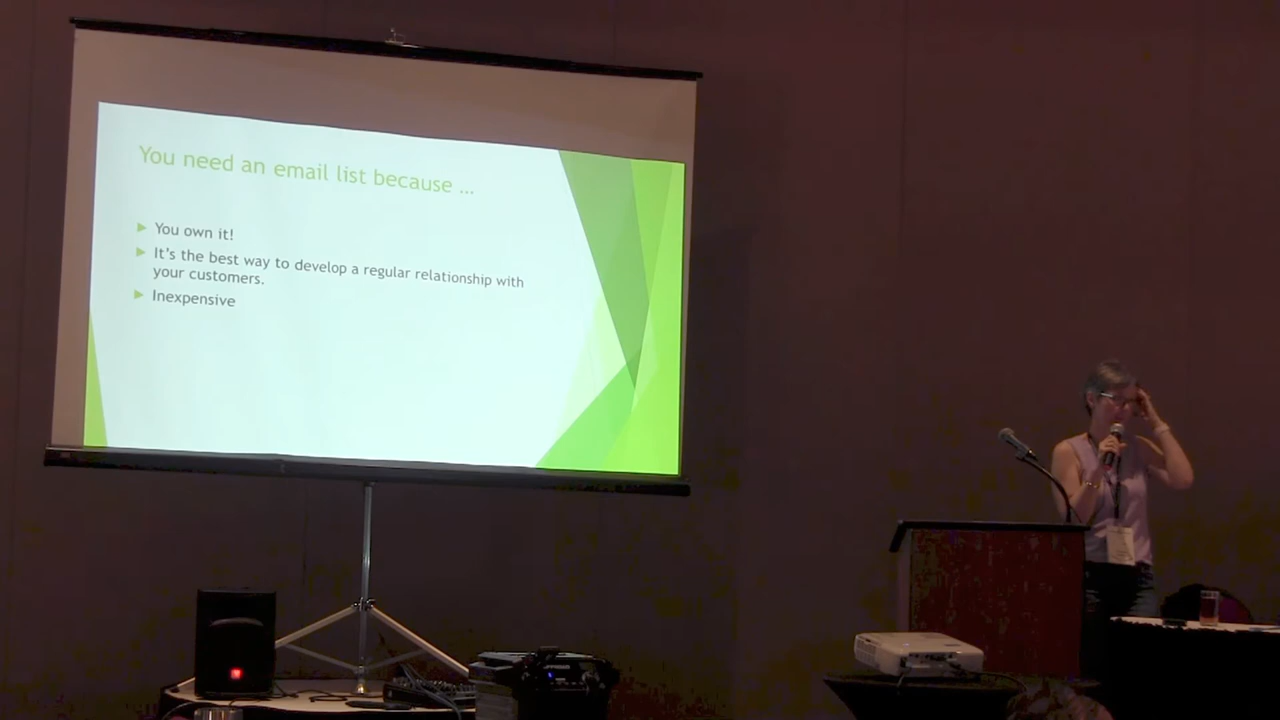 You need an email list because ...
You own it!
It's the best way to develop a regular relationship with
your customers.
Inexpensive